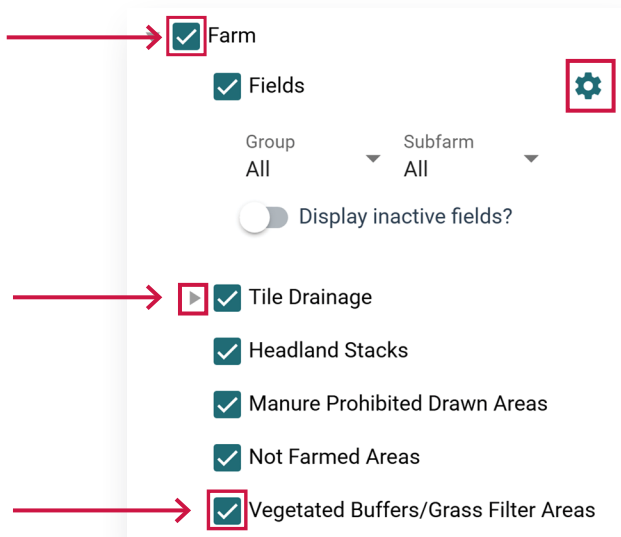 Farm
Fields
Group Subfarm
All All
Display inactive fields?
Tile Drainage
Headland Stacks
Manure Prohibited Drawn Areas
Not Farmed Areas
Vegetated Buffers/Grass Filter Areas